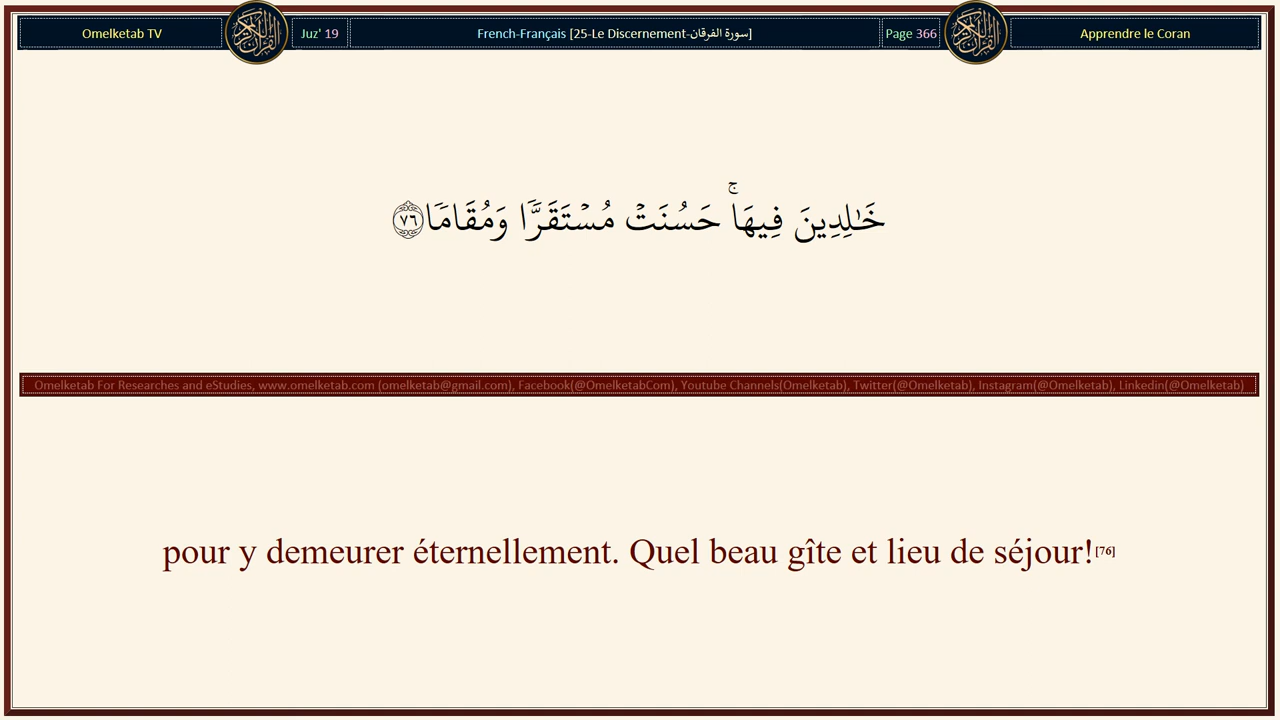 Omelketab TV
Juz' 19
French-Français [25-Le Discernement-سورة الفرقان]
Page 366
Apprendre le Coran
خَـٰلِدِينَ فِيهَاۚ حَسُنَتۡ مُسۡتَقَرࣰّا وَمُقَامࣰا ٧٦
Omelketab For Researches and eStudies, www.omelketab.com (omelketab@gmail.com), Facebook(@OmelketabCom), Youtube Channels(Omelketab), Twitter(@Omelketab), Instagram(@Omelketab), Linkedin(@Omelketab)
pour y demeurer éternellement. Quel beau gîte et lieu de séjour![76]